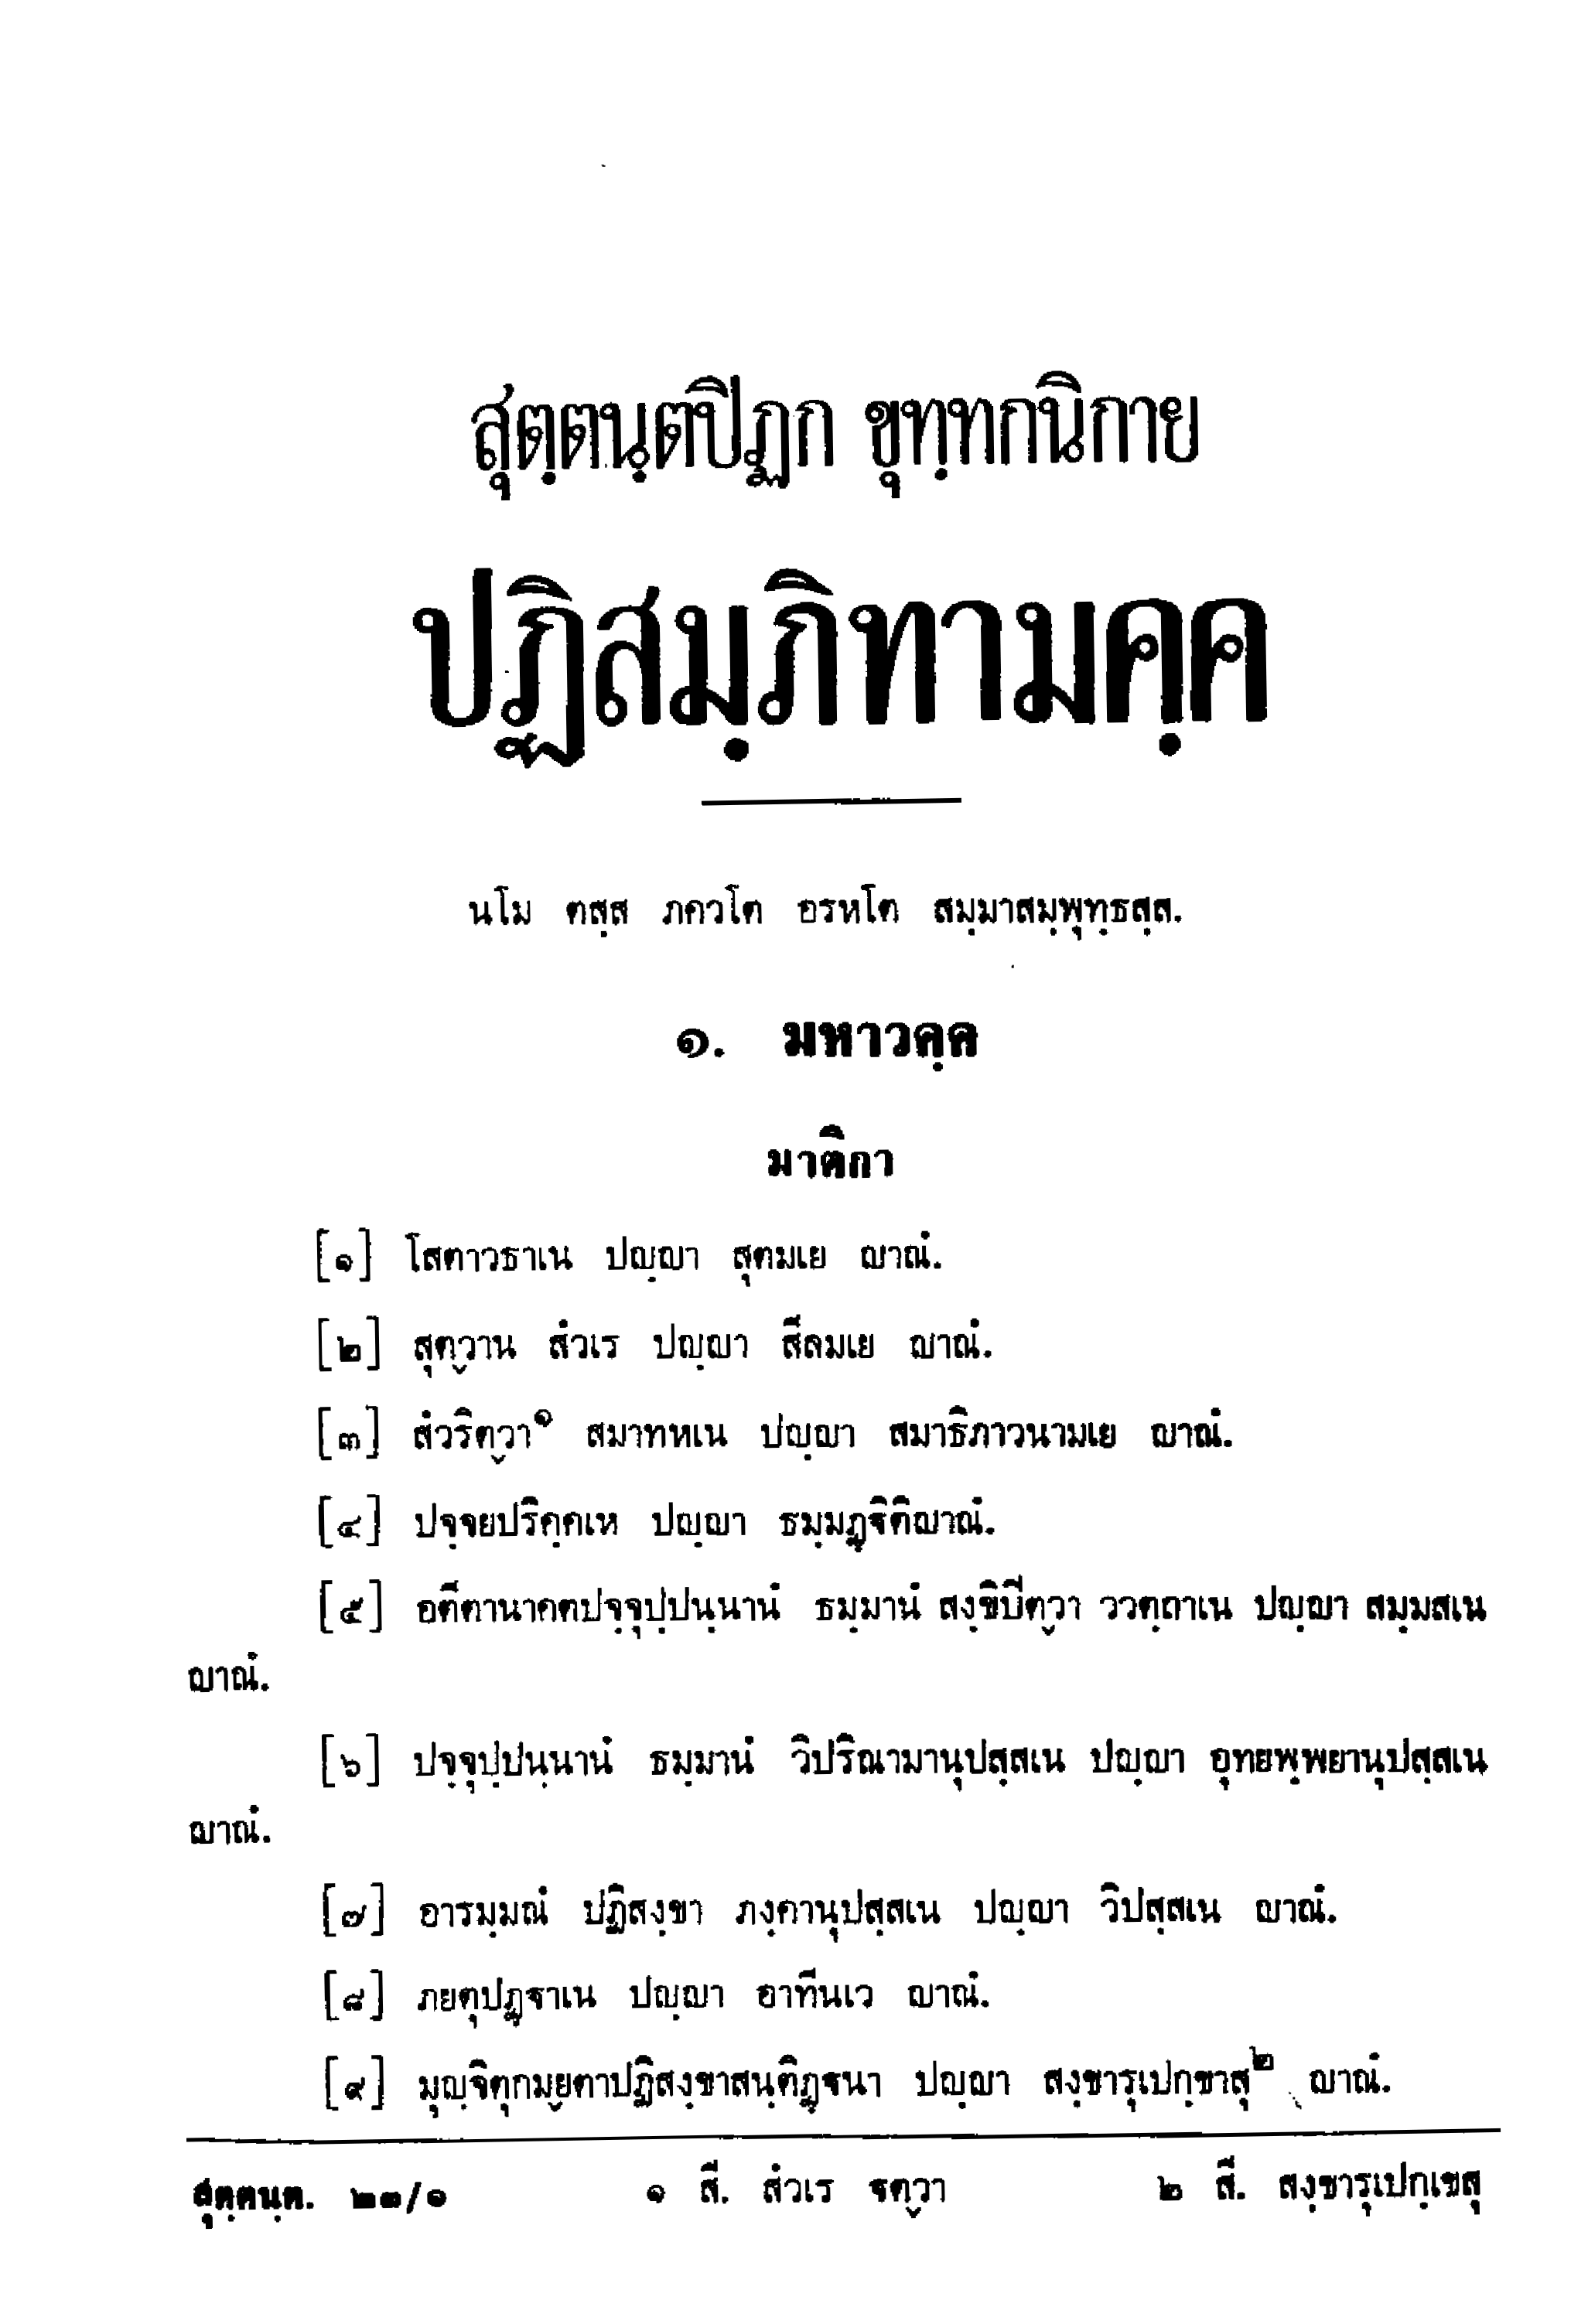 สุตฺตนฺตปิฏก ขุทฺทกนิกาย
ปฏิสมฺภิทามคฺค
นโม ตสฺส ภควโต อรหโต สมฺมาสมฺพุทฺธสฺส.
๑. มหาวคฺค
มาติกา
[๑] โสตาวธาเน ปญฺญา สุตมเย ญาณํ.
[๒] สุตฺวาน สํวเร ปญฺญา สีลมเย ญาณํ.
[๓] สํวริตฺวา๑ สมาทหเน ปญฺญา สมาธิภาวนามเย ญาณํ.
[๔] ปจฺจยปริคฺคเห ปญฺญา ธมฺมฏฺฐิติญาณํ.
[๕] อตีตานาคตปจฺจุปฺปนฺนานํ ธมฺมานํ สงฺขิปีตฺวา ววตฺถาเน ปญฺญา สมฺมสเน
ญาณํ.
[๖] ปจฺจุปฺปนฺนานํ ธมฺมานํ วิปริณามานุปสฺสเน ปญฺญา อุทยพฺพยานุปสฺสเน
ญาณํ.
[๗] อารมฺมณํ ปฏิสงฺขา ภงฺคานุปสฺสเน ปญฺญา วิปสฺสเน ญาณํ.
[๘] ภยตุปฏฺฐาเน ปญฺญา อาทีนเว ญาณํ.
[๙] มุญฺจิตุกมฺยตาปฏิสงฺขาสนฺติฏฺฐนา ปญฺญา สงฺขารุเปกฺขาสุ๒ ญาณํ.
สุตฺตนฺต. ๒๓/๑ ๑ สี. สํวเร ฐตฺวา ๒ สี. สงฺขารุเปกฺเขสุ